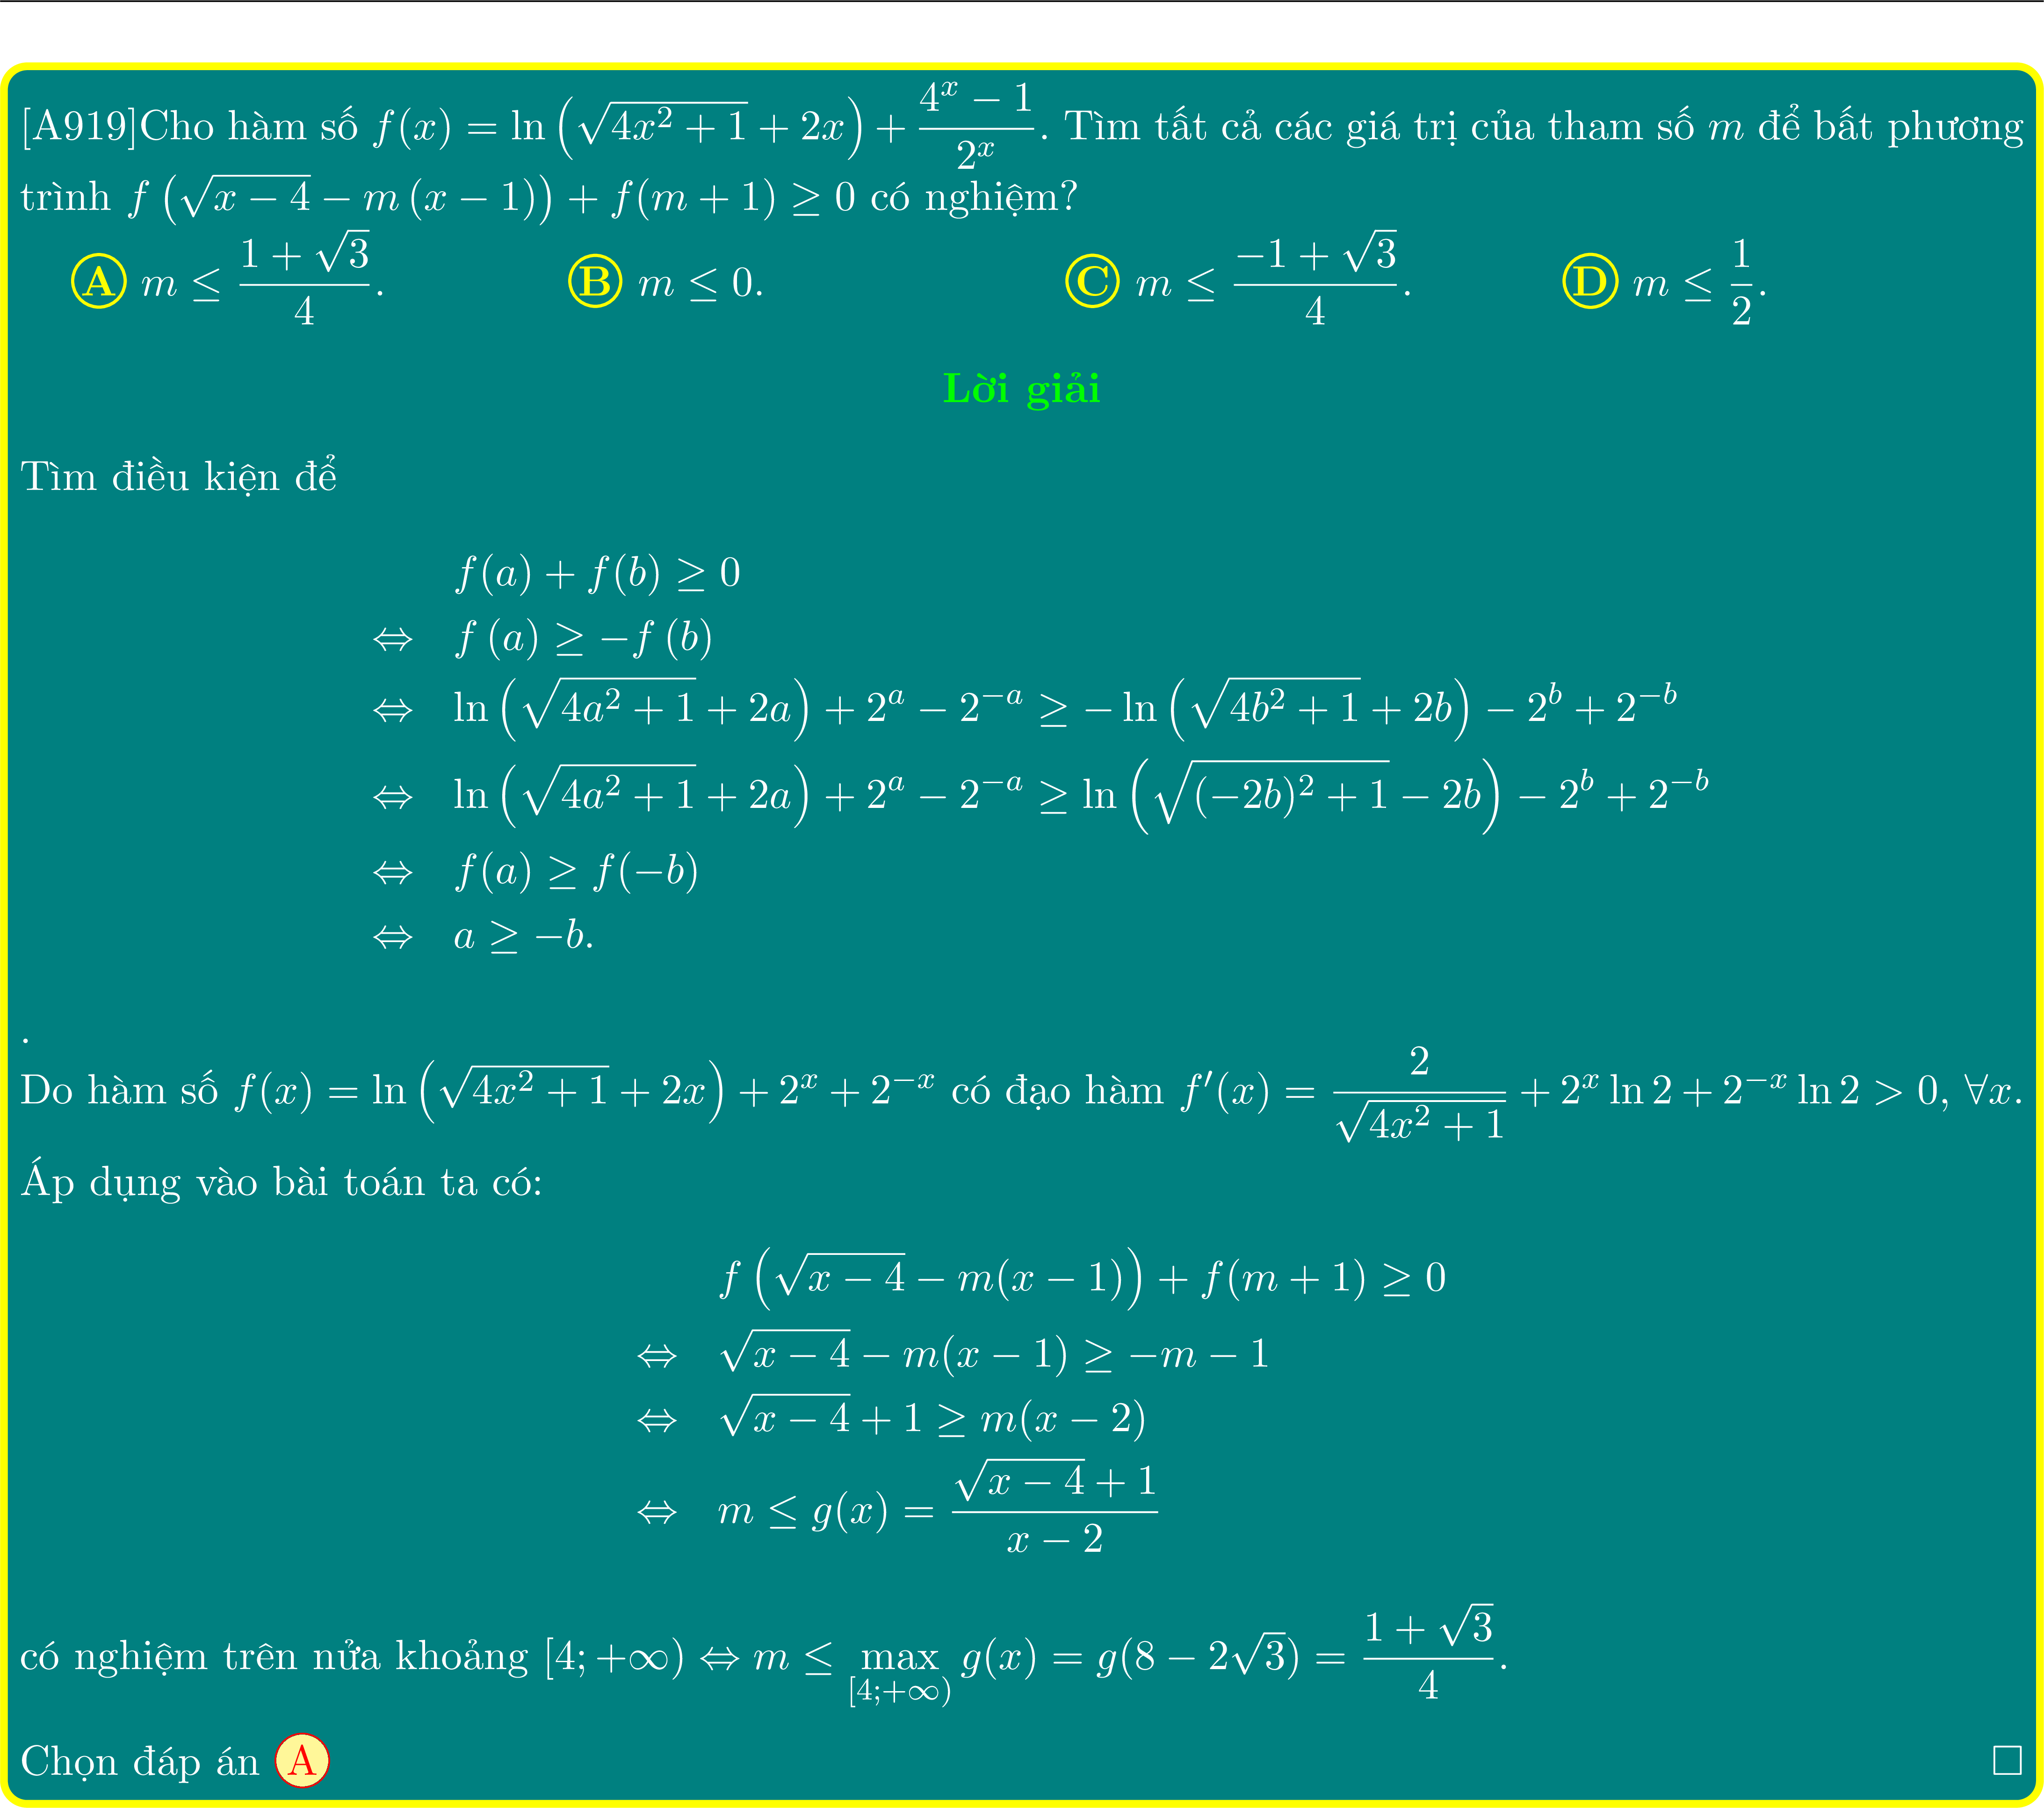 [A919]Cho hàm số $f(x) = \ln\left(\sqrt{4x^2+1}+2x\right)+\dfrac{4^x-1}{2^x}$. Tìm tất cả các giá trị của tham số $m$ để bất phương
trình $f\left(\sqrt{x-4}-m\,(x-1)\right)+f(m+1) \geq 0$ có nghiệm?
A $m \leq \dfrac{1+\sqrt{3}}{4}$. B $m \leq 0$. C $m \leq \dfrac{-1+\sqrt{3}}{4}$. D $m \leq \dfrac{1}{2}$.
Lời giải
Tìm điều kiện để
$f(a)+f(b) \geq 0$
$\Leftrightarrow f\,(a) \geq -f\,(b)$
$\Leftrightarrow \ln\left(\sqrt{4a^2+1}+2a\right)+2^a-2^{-a} \geq -\ln\left(\sqrt{4b^2+1}+2b\right)-2^b+2^{-b}$
$\Leftrightarrow \ln\left(\sqrt{4a^2+1}+2a\right)+2^a-2^{-a} \geq \ln\left(\sqrt{(-2b)^2+1}-2b\right)-2^b+2^{-b}$
$\Leftrightarrow f(a) \geq f(-b)$
$\Leftrightarrow a \geq -b.$
.
Do hàm số $f(x) = \ln\left(\sqrt{4x^2+1}+2x\right)+2^x+2^{-x}$ có đạo hàm $f'(x) = \dfrac{2}{\sqrt{4x^2+1}}+2^x\ln 2+2^{-x}\ln 2 > 0, \forall x$.
Áp dụng vào bài toán ta có:
$f\left(\sqrt{x-4}-m(x-1)\right)+f(m+1) \geq 0$
$\Leftrightarrow \sqrt{x-4}-m(x-1) \geq -m-1$
$\Leftrightarrow \sqrt{x-4}+1 \geq m(x-2)$
$\Leftrightarrow m \leq g(x) = \dfrac{\sqrt{x-4}+1}{x-2}$
có nghiệm trên nửa khoảng $[4;+\infty) \Leftrightarrow m \leq \max\limits_{[4;+\infty)} g(x) = g(8-2\sqrt{3}) = \dfrac{1+\sqrt{3}}{4}$.
Chọn đáp án A □